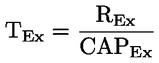 T_Ex = R_Ex / CAP_Ex